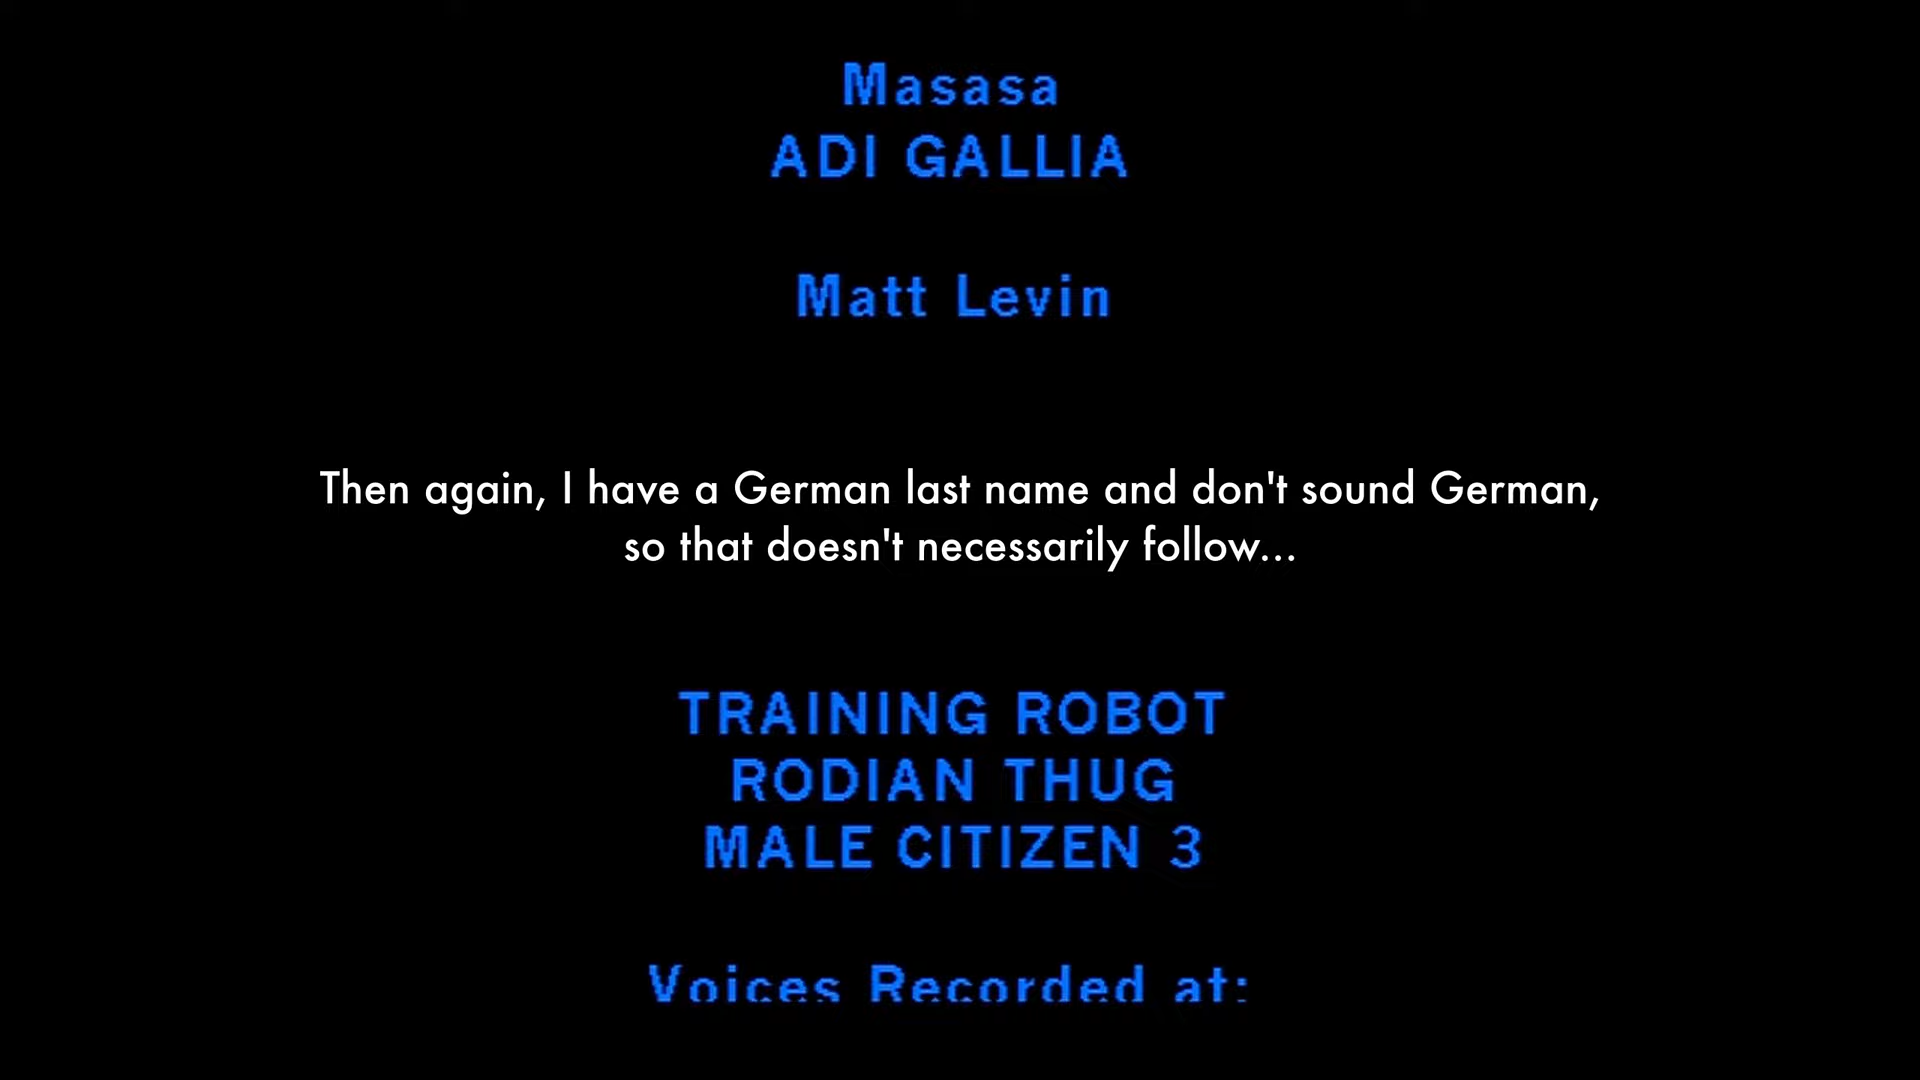 Masasa
ADI GALLIA
Matt Levin
Then again, I have a German last name and don't sound German,
so that doesn't necessarily follow...
TRAINING ROBOT
RODIAN THUG
MALE CITIZEN 3
Voices Recorded at: